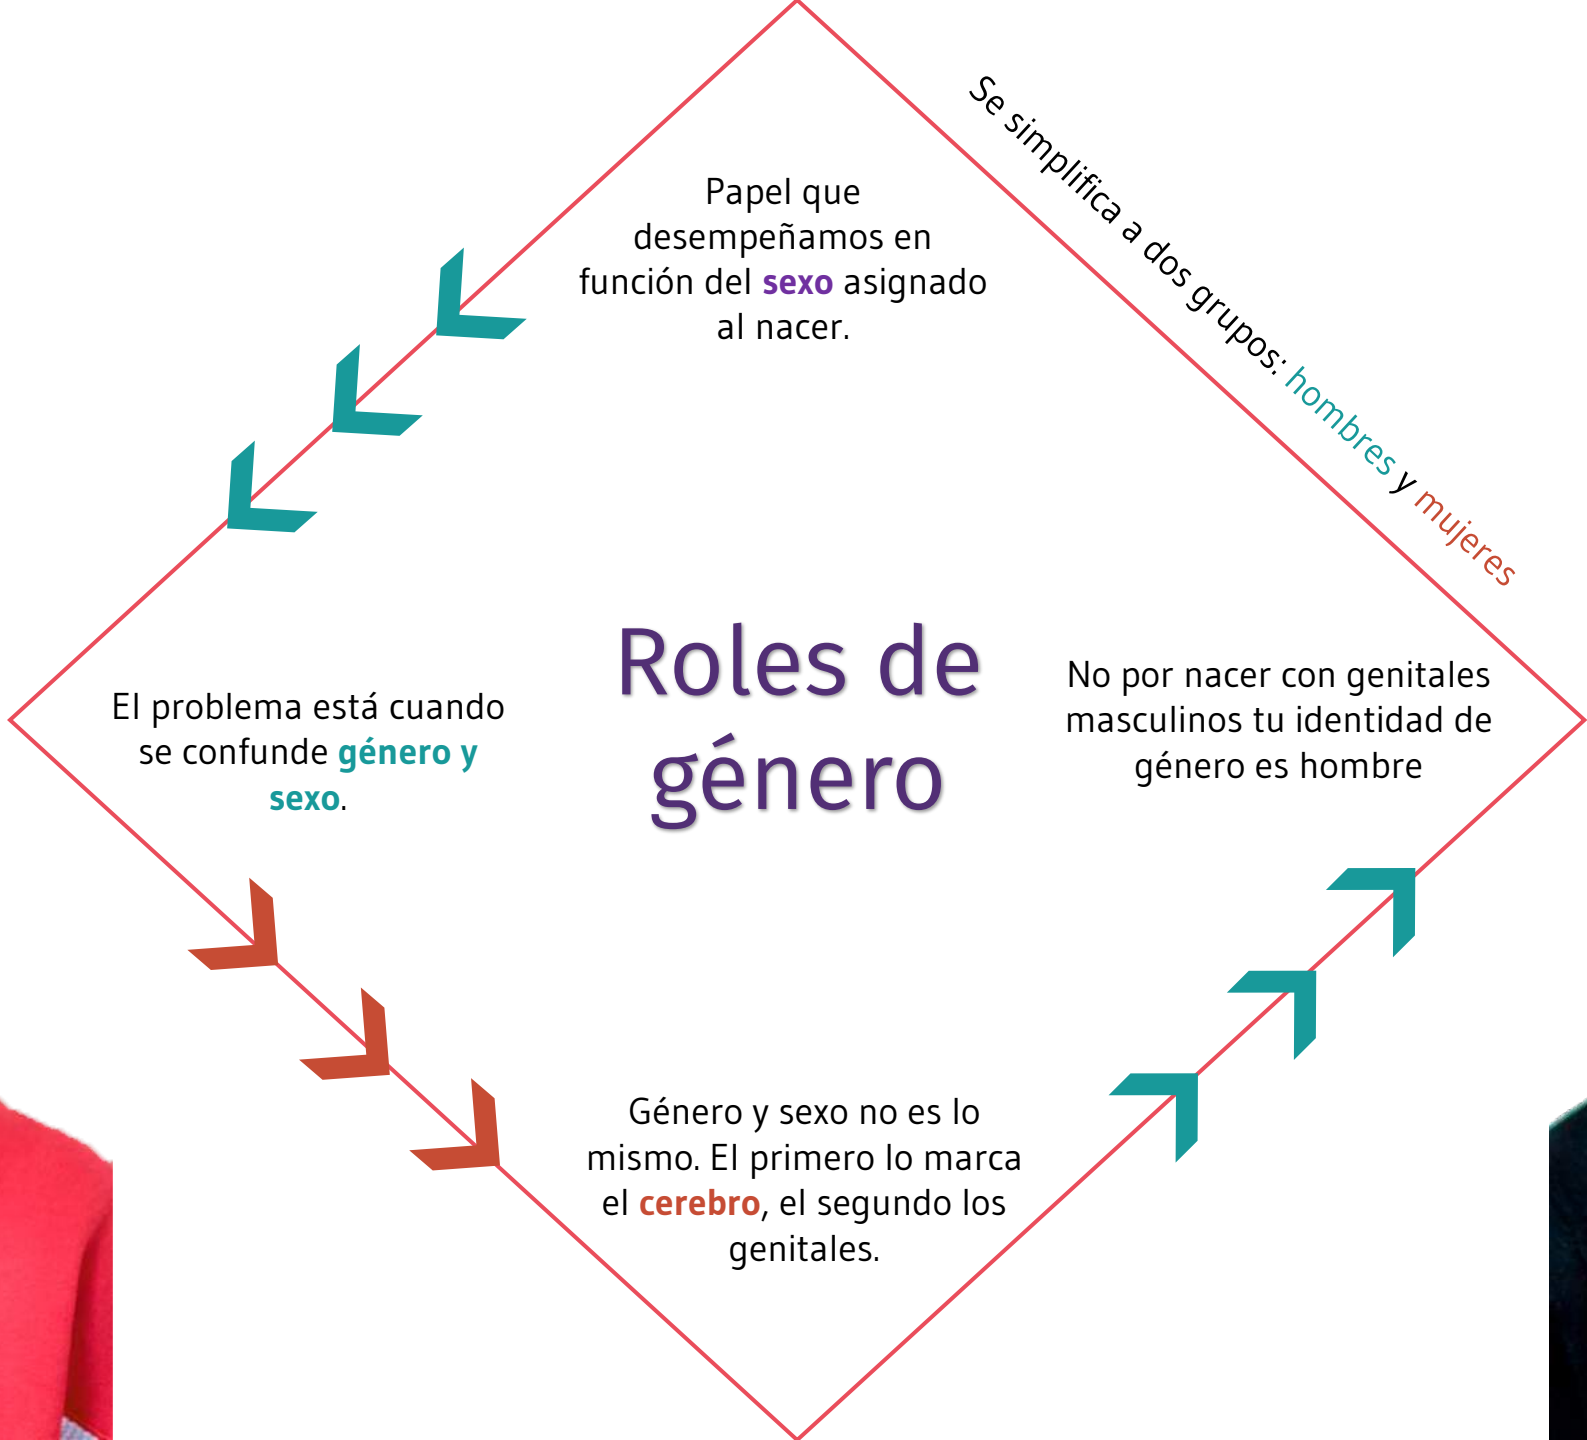 Se simplifica a dos grupos: hombres y mujeres
Papel que
desempeñamos en
función del sexo asignado
al nacer.
Roles de
género
El problema está cuando
se confunde género y
sexo.
No por nacer con genitales
masculinos tu identidad de
género es hombre
Género y sexo no es lo
mismo. El primero lo marca
el cerebro, el segundo los
genitales.